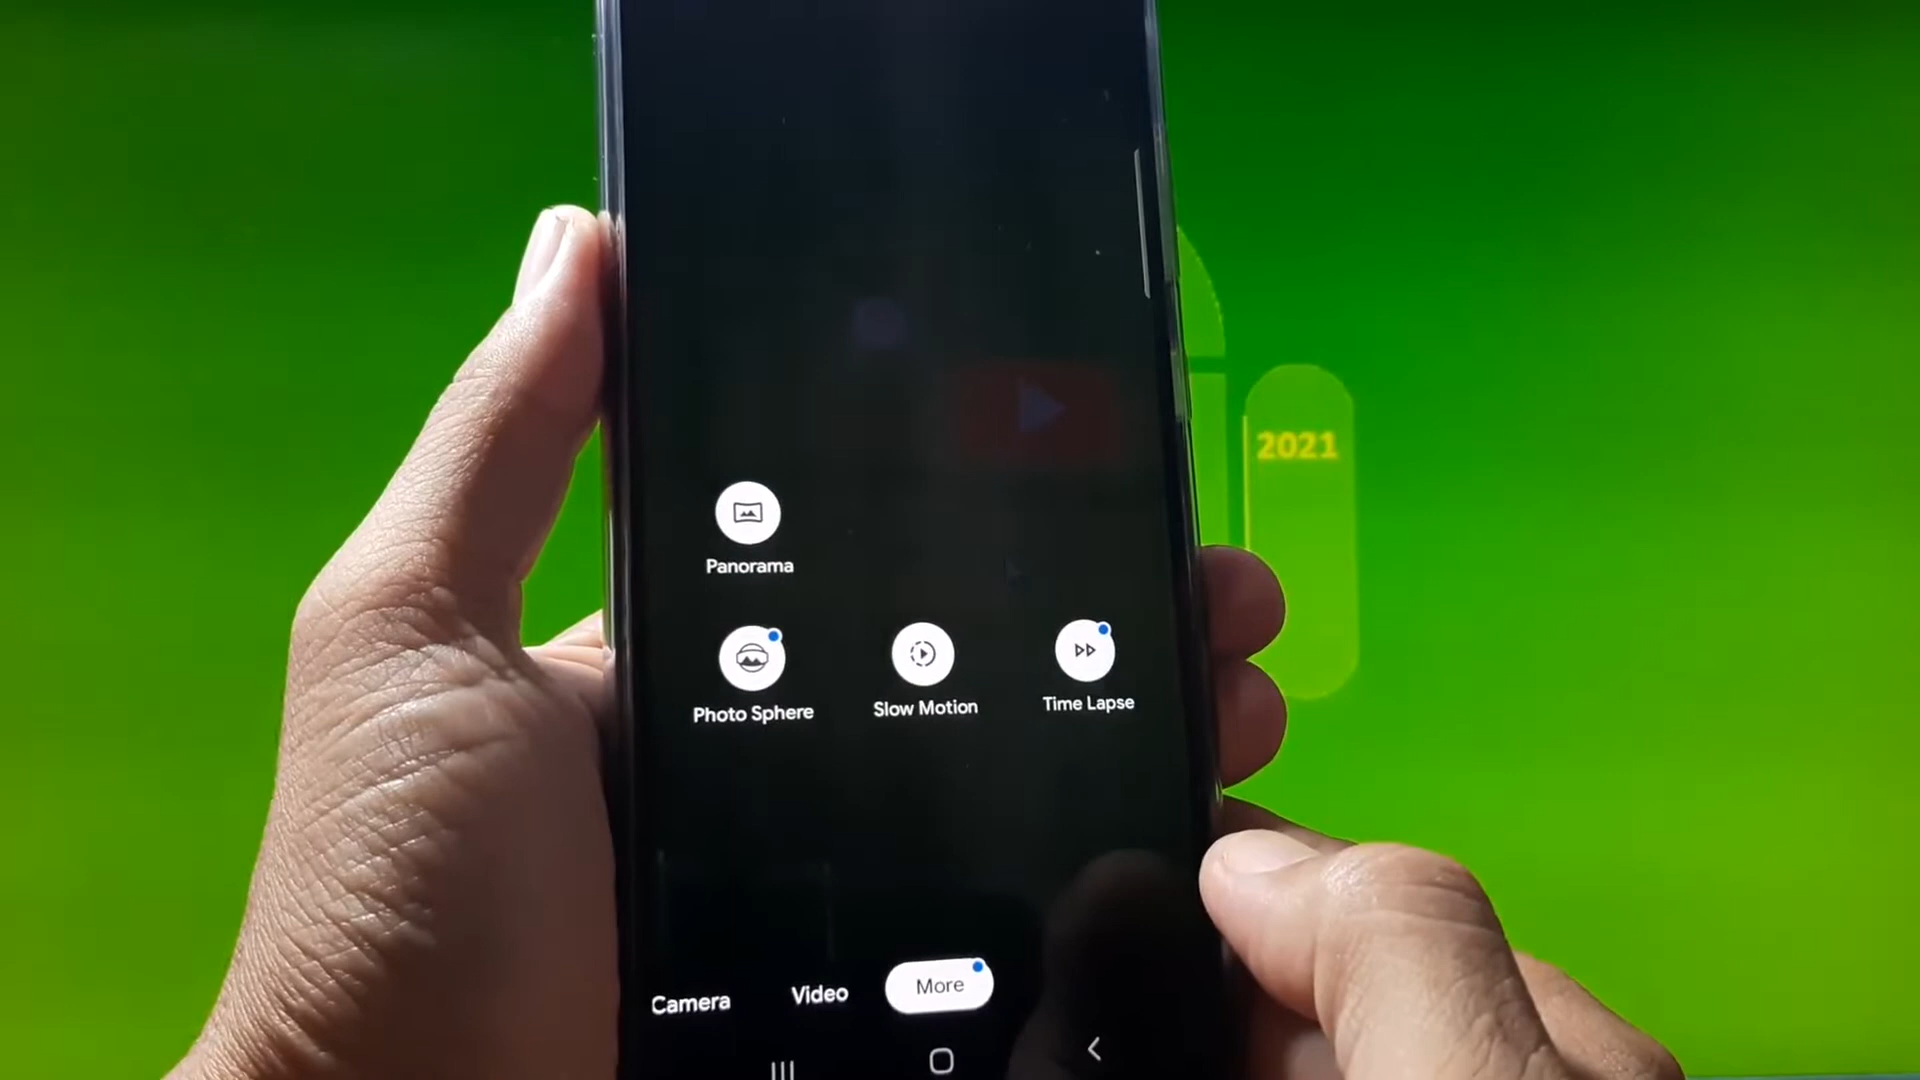 2021
Panorama
Photo Sphere
Slow Motion
Time Lapse
Camera
Video
More